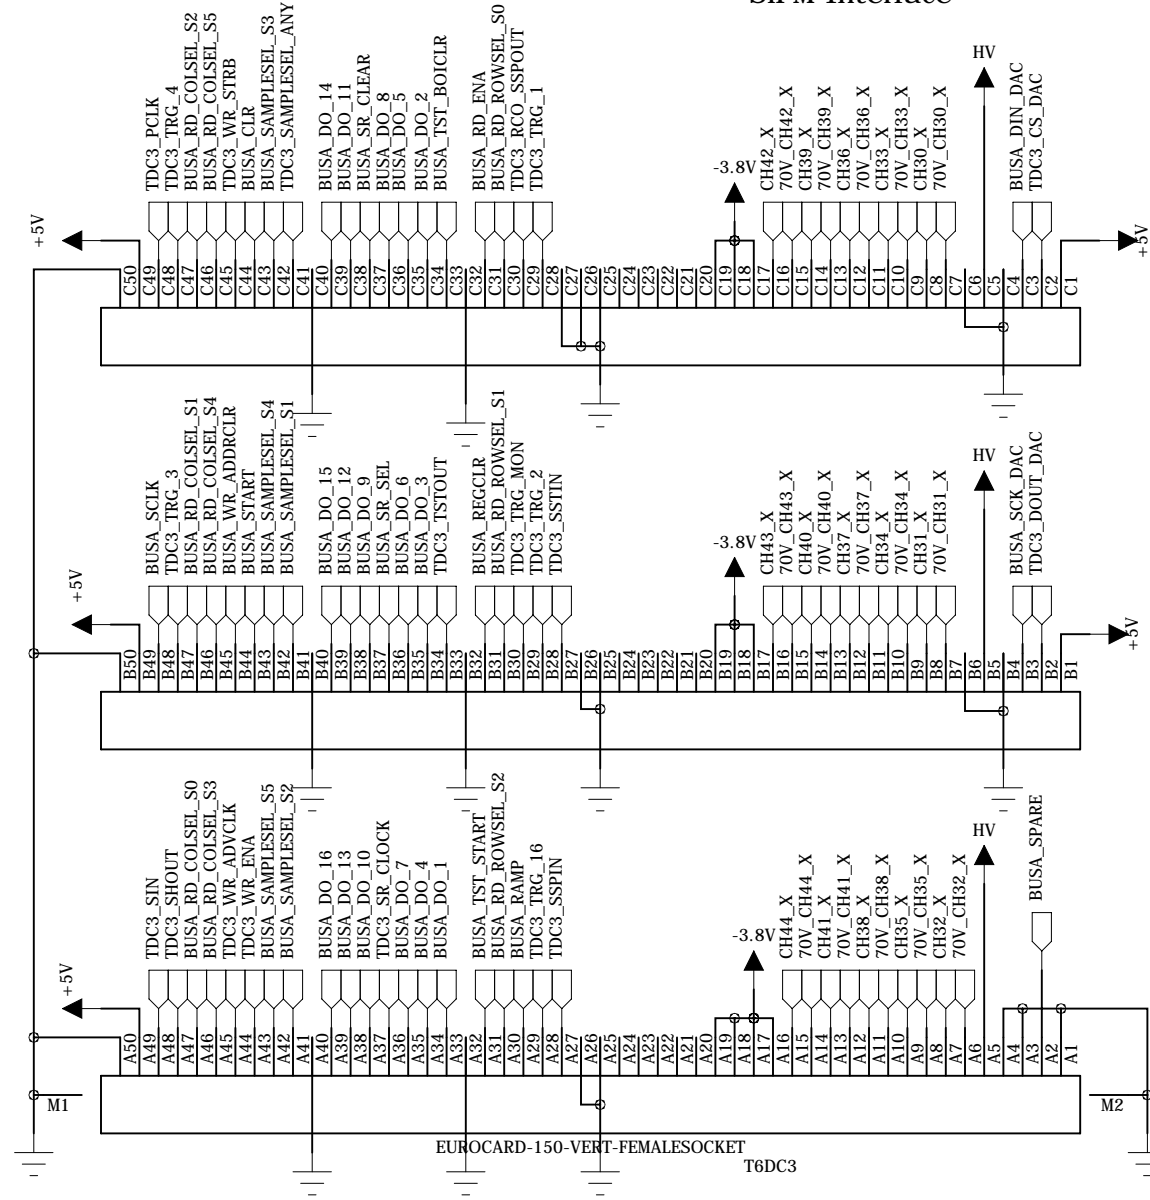 SiPM Interface
TDC3_PCLK
TDC3_TRG_4
BUSA_RD_COLSEL_S2
BUSA_RD_COLSEL_S5
TDC3_WR_STRB
BUSA_CLR
BUSA_SAMPLESEL_S3
TDC3_SAMPLESEL_ANY
BUSA_DO_14
BUSA_DO_11
BUSA_SR_CLEAR
BUSA_DO_8
BUSA_DO_5
BUSA_DO_2
BUSA_TST_BOICLR
BUSA_RD_ENA
BUSA_RD_ROWSEL_S0
TDC3_RCO_SSPOUT
TDC3_TRG_1
-3.8V
CH42_X
70V_CH42_X
CH39_X
70V_CH39_X
CH36_X
70V_CH36_X
CH33_X
70V_CH33_X
CH30_X
70V_CH30_X
HV
BUSA_DIN_DAC
TDC3_CS_DAC
+5V
+5V
C50 C49 C48 C47 C46 C45 C44 C43 C42 C41 C40 C39 C38 C37 C36 C35 C34 C33 C32 C31 C30 C29 C28 C27 C26 C25 C24 C23 C22 C21 C20 C19 C18 C17 C16 C15 C14 C13 C12 C11 C10 C9 C8 C7 C6 C5 C4 C3 C2 C1
BUSA_SCLK
TDC3_TRG_3
BUSA_RD_COLSEL_S1
BUSA_RD_COLSEL_S4
BUSA_WR_ADDRCLR
BUSA_START
BUSA_SAMPLESEL_S4
BUSA_SAMPLESEL_S1
BUSA_DO_15
BUSA_DO_12
BUSA_DO_9
BUSA_SR_SEL
BUSA_DO_6
BUSA_DO_3
TDC3_TSTOUT
BUSA_REGCLR
BUSA_RD_ROWSEL_S1
TDC3_TRG_MON
TDC3_TRG_2
TDC3_SSTIN
-3.8V
CH43_X
70V_CH43_X
CH40_X
70V_CH40_X
CH37_X
70V_CH37_X
CH34_X
70V_CH34_X
CH31_X
70V_CH31_X
HV
BUSA_SCK_DAC
TDC3_DOUT_DAC
+5V
+5V
B50 B49 B48 B47 B46 B45 B44 B43 B42 B41 B40 B39 B38 B37 B36 B35 B34 B33 B32 B31 B30 B29 B28 B27 B26 B25 B24 B23 B22 B21 B20 B19 B18 B17 B16 B15 B14 B13 B12 B11 B10 B9 B8 B7 B6 B5 B4 B3 B2 B1
TDC3_SIN
TDC3_SHOUT
BUSA_RD_COLSEL_S0
BUSA_RD_COLSEL_S3
TDC3_WR_ADVCLK
TDC3_WR_ENA
BUSA_SAMPLESEL_S5
BUSA_SAMPLESEL_S2
BUSA_DO_16
BUSA_DO_13
BUSA_DO_10
TDC3_SR_CLOCK
BUSA_DO_7
BUSA_DO_4
BUSA_DO_1
BUSA_TST_START
BUSA_RD_ROWSEL_S2
BUSA_RAMP
TDC3_TRG_16
TDC3_SSPIN
-3.8V
CH44_X
70V_CH44_X
CH41_X
70V_CH41_X
CH38_X
70V_CH38_X
CH35_X
70V_CH35_X
CH32_X
70V_CH32_X
HV
BUSA_SPARE
+5V
A50 A49 A48 A47 A46 A45 A44 A43 A42 A41 A40 A39 A38 A37 A36 A35 A34 A33 A32 A31 A30 A29 A28 A27 A26 A25 A24 A23 A22 A21 A20 A19 A18 A17 A16 A15 A14 A13 A12 A11 A10 A9 A8 A7 A6 A5 A4 A3 A2 A1
M1
M2
EUROCARD-150-VERT-FEMALESOCKET
T6DC3